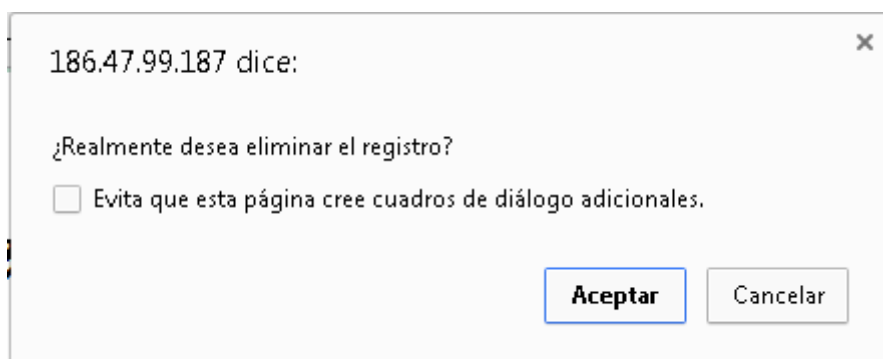 186.47.99.187 dice:
¿Realmente desea eliminar el registro?
Evita que esta página cree cuadros de diálogo adicionales.
Aceptar Cancelar